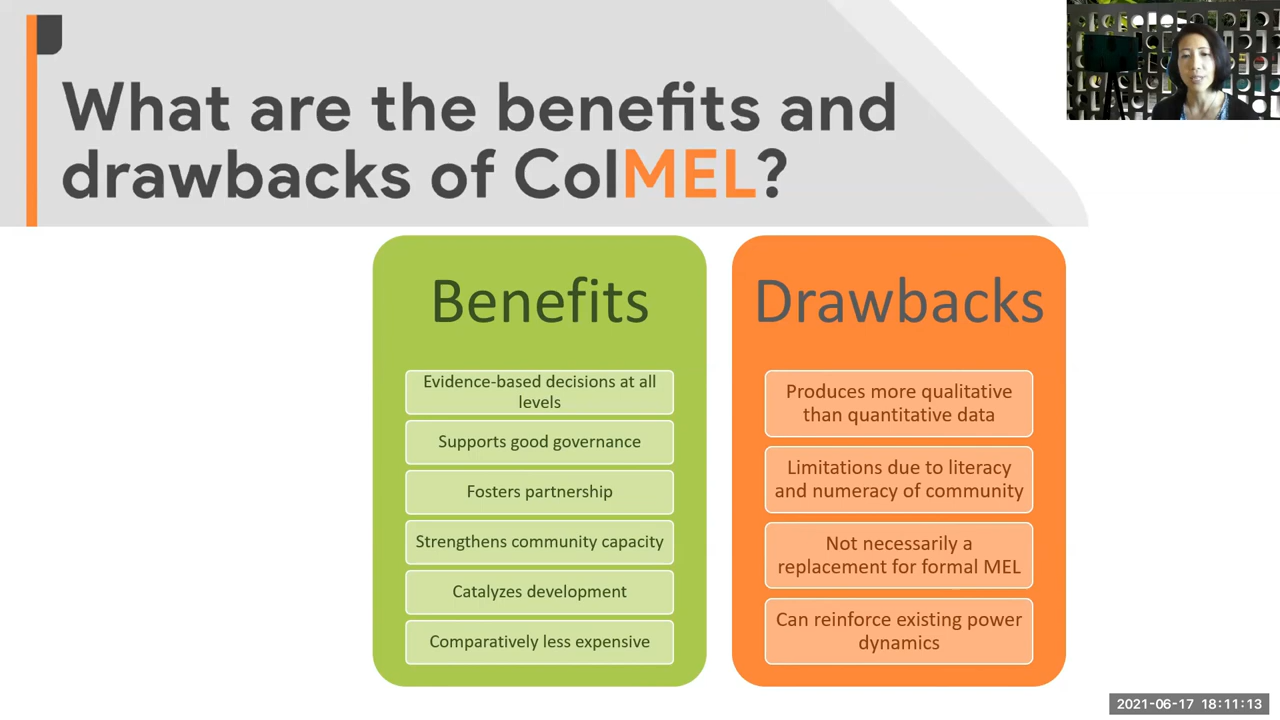 What are the benefits and
drawbacks of ColMEL?
Benefits
Evidence-based decisions at all
levels
Supports good governance
Fosters partnership
Strengthens community capacity
Catalyzes development
Comparatively less expensive
Drawbacks
Produces more qualitative
than quantitative data
Limitations due to literacy
and numeracy of community
Not necessarily a
replacement for formal MEL
Can reinforce existing power
dynamics
2021-06-17 18:11:13